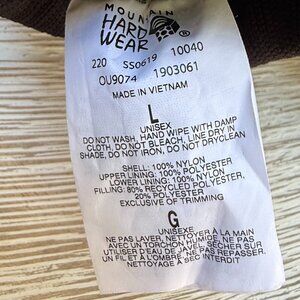 MOUNTAIN
HARD
WEAR®
220 SS0619 10040
OU9074 1903061
MADE IN VIETNAM
L
UNISEX
DO NOT WASH, HAND WIPE WITH DAMP
CLOTH, DO NOT BLEACH, LINE DRY IN
SHADE, DO NOT IRON, DO NOT DRYCLEAN
SHELL: 100% NYLON
UPPER LINING: 100% POLYESTER
LOWER LINING: 100% NYLON
FILLING: 80% RECYCLED POLYESTER,
20% POLYESTER
EXCLUSIVE OF TRIMMING
G
UNISEXE
NE PAS LAVER, NETTOYER À LA MAIN
AVEC UN TORCHON HUMIDE, NE PAS
UTILISER D'EAU DE JAVEL, SÉCHER SUR
UN FIL ET À L'OMBRE, NE PAS REPASSER,
NETTOYAGE À SEC INTERDIT